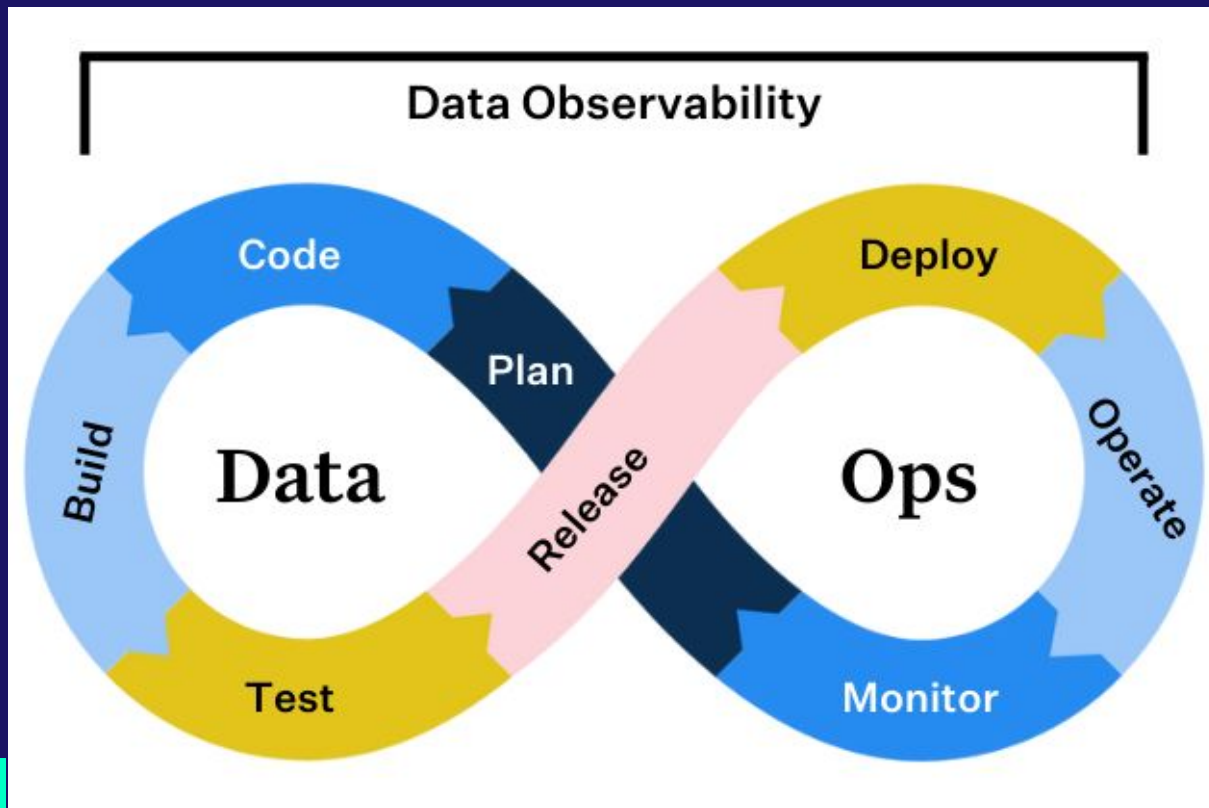 Data Observability
Code
Deploy
Plan
Build
Data
Release
Ops
Operate
Test
Monitor